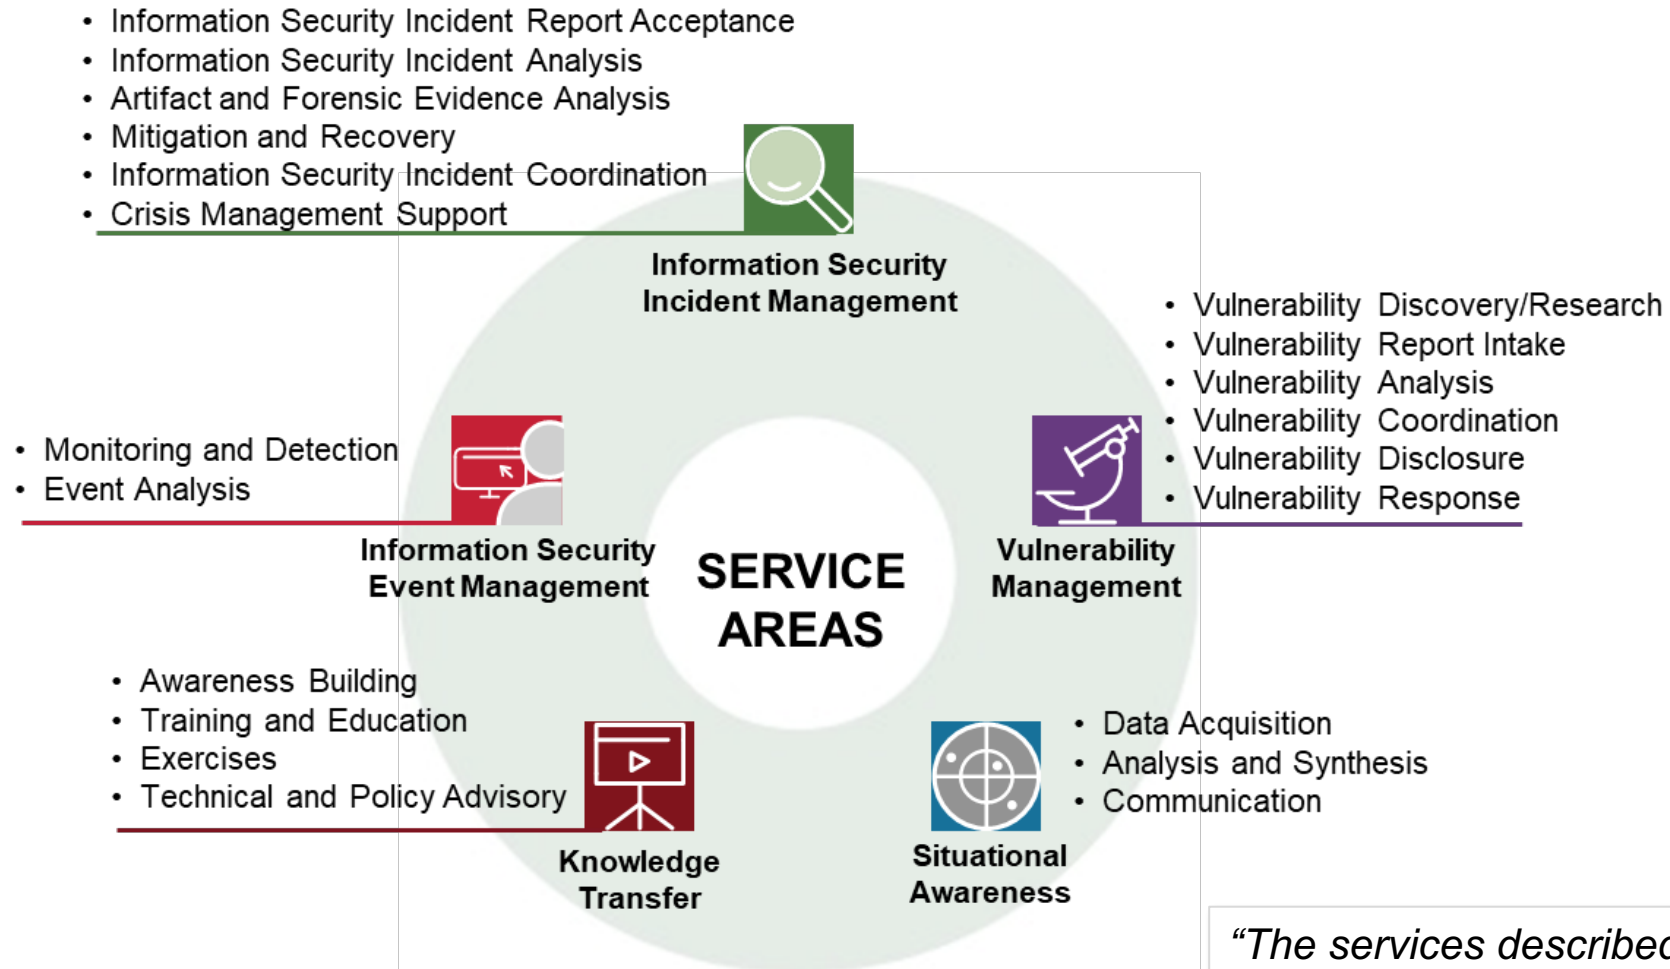 • Information Security Incident Report Acceptance
• Information Security Incident Analysis
• Artifact and Forensic Evidence Analysis
• Mitigation and Recovery
• Information Security Incident Coordination
• Crisis Management Support
Information Security
Incident Management
• Vulnerability Discovery/Research
• Vulnerability Report Intake
• Vulnerability Analysis
• Vulnerability Coordination
• Vulnerability Disclosure
• Vulnerability Response
Vulnerability
Management
• Monitoring and Detection
• Event Analysis
Information Security
Event Management
SERVICE
AREAS
• Awareness Building
• Training and Education
• Exercises
• Technical and Policy Advisory
Knowledge
Transfer
• Data Acquisition
• Analysis and Synthesis
• Communication
Situational
Awareness
“The services described